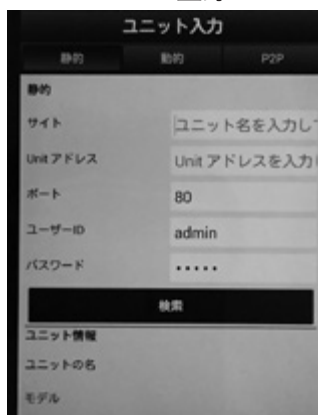 ユニット入力
静的 動的 P2P
静的
サイト ユニット名を入力して
Unit アドレス Unit アドレスを入力し
ポート 80
ユーザーID admin
パスワード •••••
検索
ユニット情報
ユニットの名
モデル